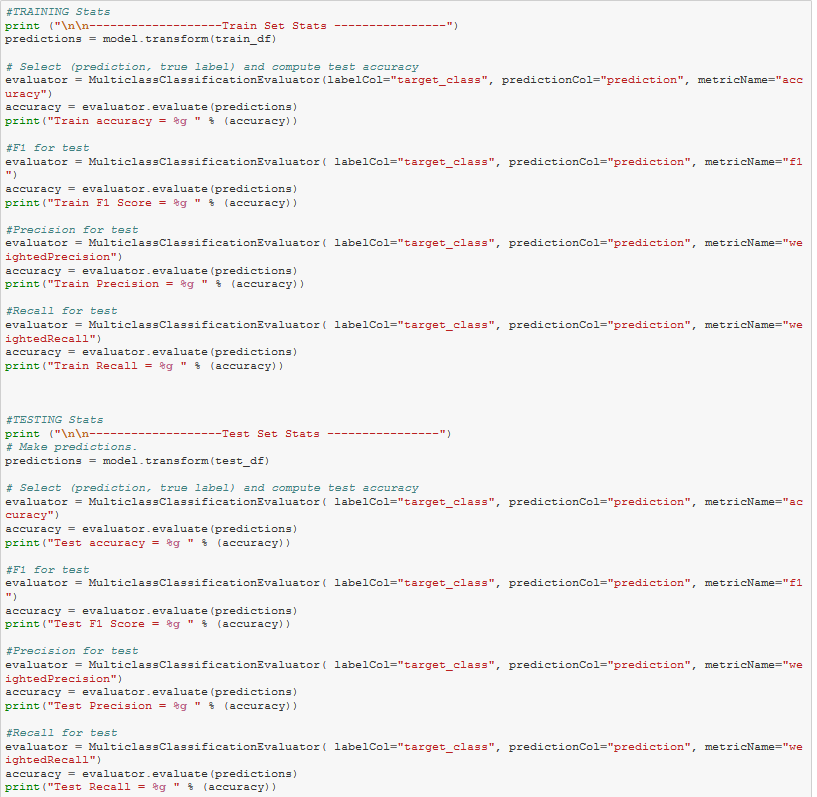 #TRAINING Stats
print ("\n\n-------------------Train Set Stats ----------------")
predictions = model.transform(train_df)
# Select (prediction, true label) and compute test accuracy
evaluator = MulticlassClassificationEvaluator(labelCol="target_class", predictionCol="prediction", metricName="acc
uracy")
accuracy = evaluator.evaluate(predictions)
print("Train accuracy = %g " % (accuracy))
#F1 for test
evaluator = MulticlassClassificationEvaluator( labelCol="target_class", predictionCol="prediction", metricName="f1
")
accuracy = evaluator.evaluate(predictions)
print("Train F1 Score = %g " % (accuracy))
#Precision for test
evaluator = MulticlassClassificationEvaluator( labelCol="target_class", predictionCol="prediction", metricName="we
ightedPrecision")
accuracy = evaluator.evaluate(predictions)
print("Train Precision = %g " % (accuracy))
#Recall for test
evaluator = MulticlassClassificationEvaluator( labelCol="target_class", predictionCol="prediction", metricName="we
ightedRecall")
accuracy = evaluator.evaluate(predictions)
print("Train Recall = %g " % (accuracy))
#TESTING Stats
print ("\n\n-------------------Test Set Stats ----------------")
# Make predictions.
predictions = model.transform(test_df)
# Select (prediction, true label) and compute test accuracy
evaluator = MulticlassClassificationEvaluator( labelCol="target_class", predictionCol="prediction", metricName="ac
curacy")
accuracy = evaluator.evaluate(predictions)
print("Test accuracy = %g " % (accuracy))
#F1 for test
evaluator = MulticlassClassificationEvaluator( labelCol="target_class", predictionCol="prediction", metricName="f1
")
accuracy = evaluator.evaluate(predictions)
print("Test F1 Score = %g " % (accuracy))
#Precision for test
evaluator = MulticlassClassificationEvaluator( labelCol="target_class", predictionCol="prediction", metricName="we
ightedPrecision")
accuracy = evaluator.evaluate(predictions)
print("Test Precision = %g " % (accuracy))
#Recall for test
evaluator = MulticlassClassificationEvaluator( labelCol="target_class", predictionCol="prediction", metricName="we
ightedRecall")
accuracy = evaluator.evaluate(predictions)
print("Test Recall = %g " % (accuracy))